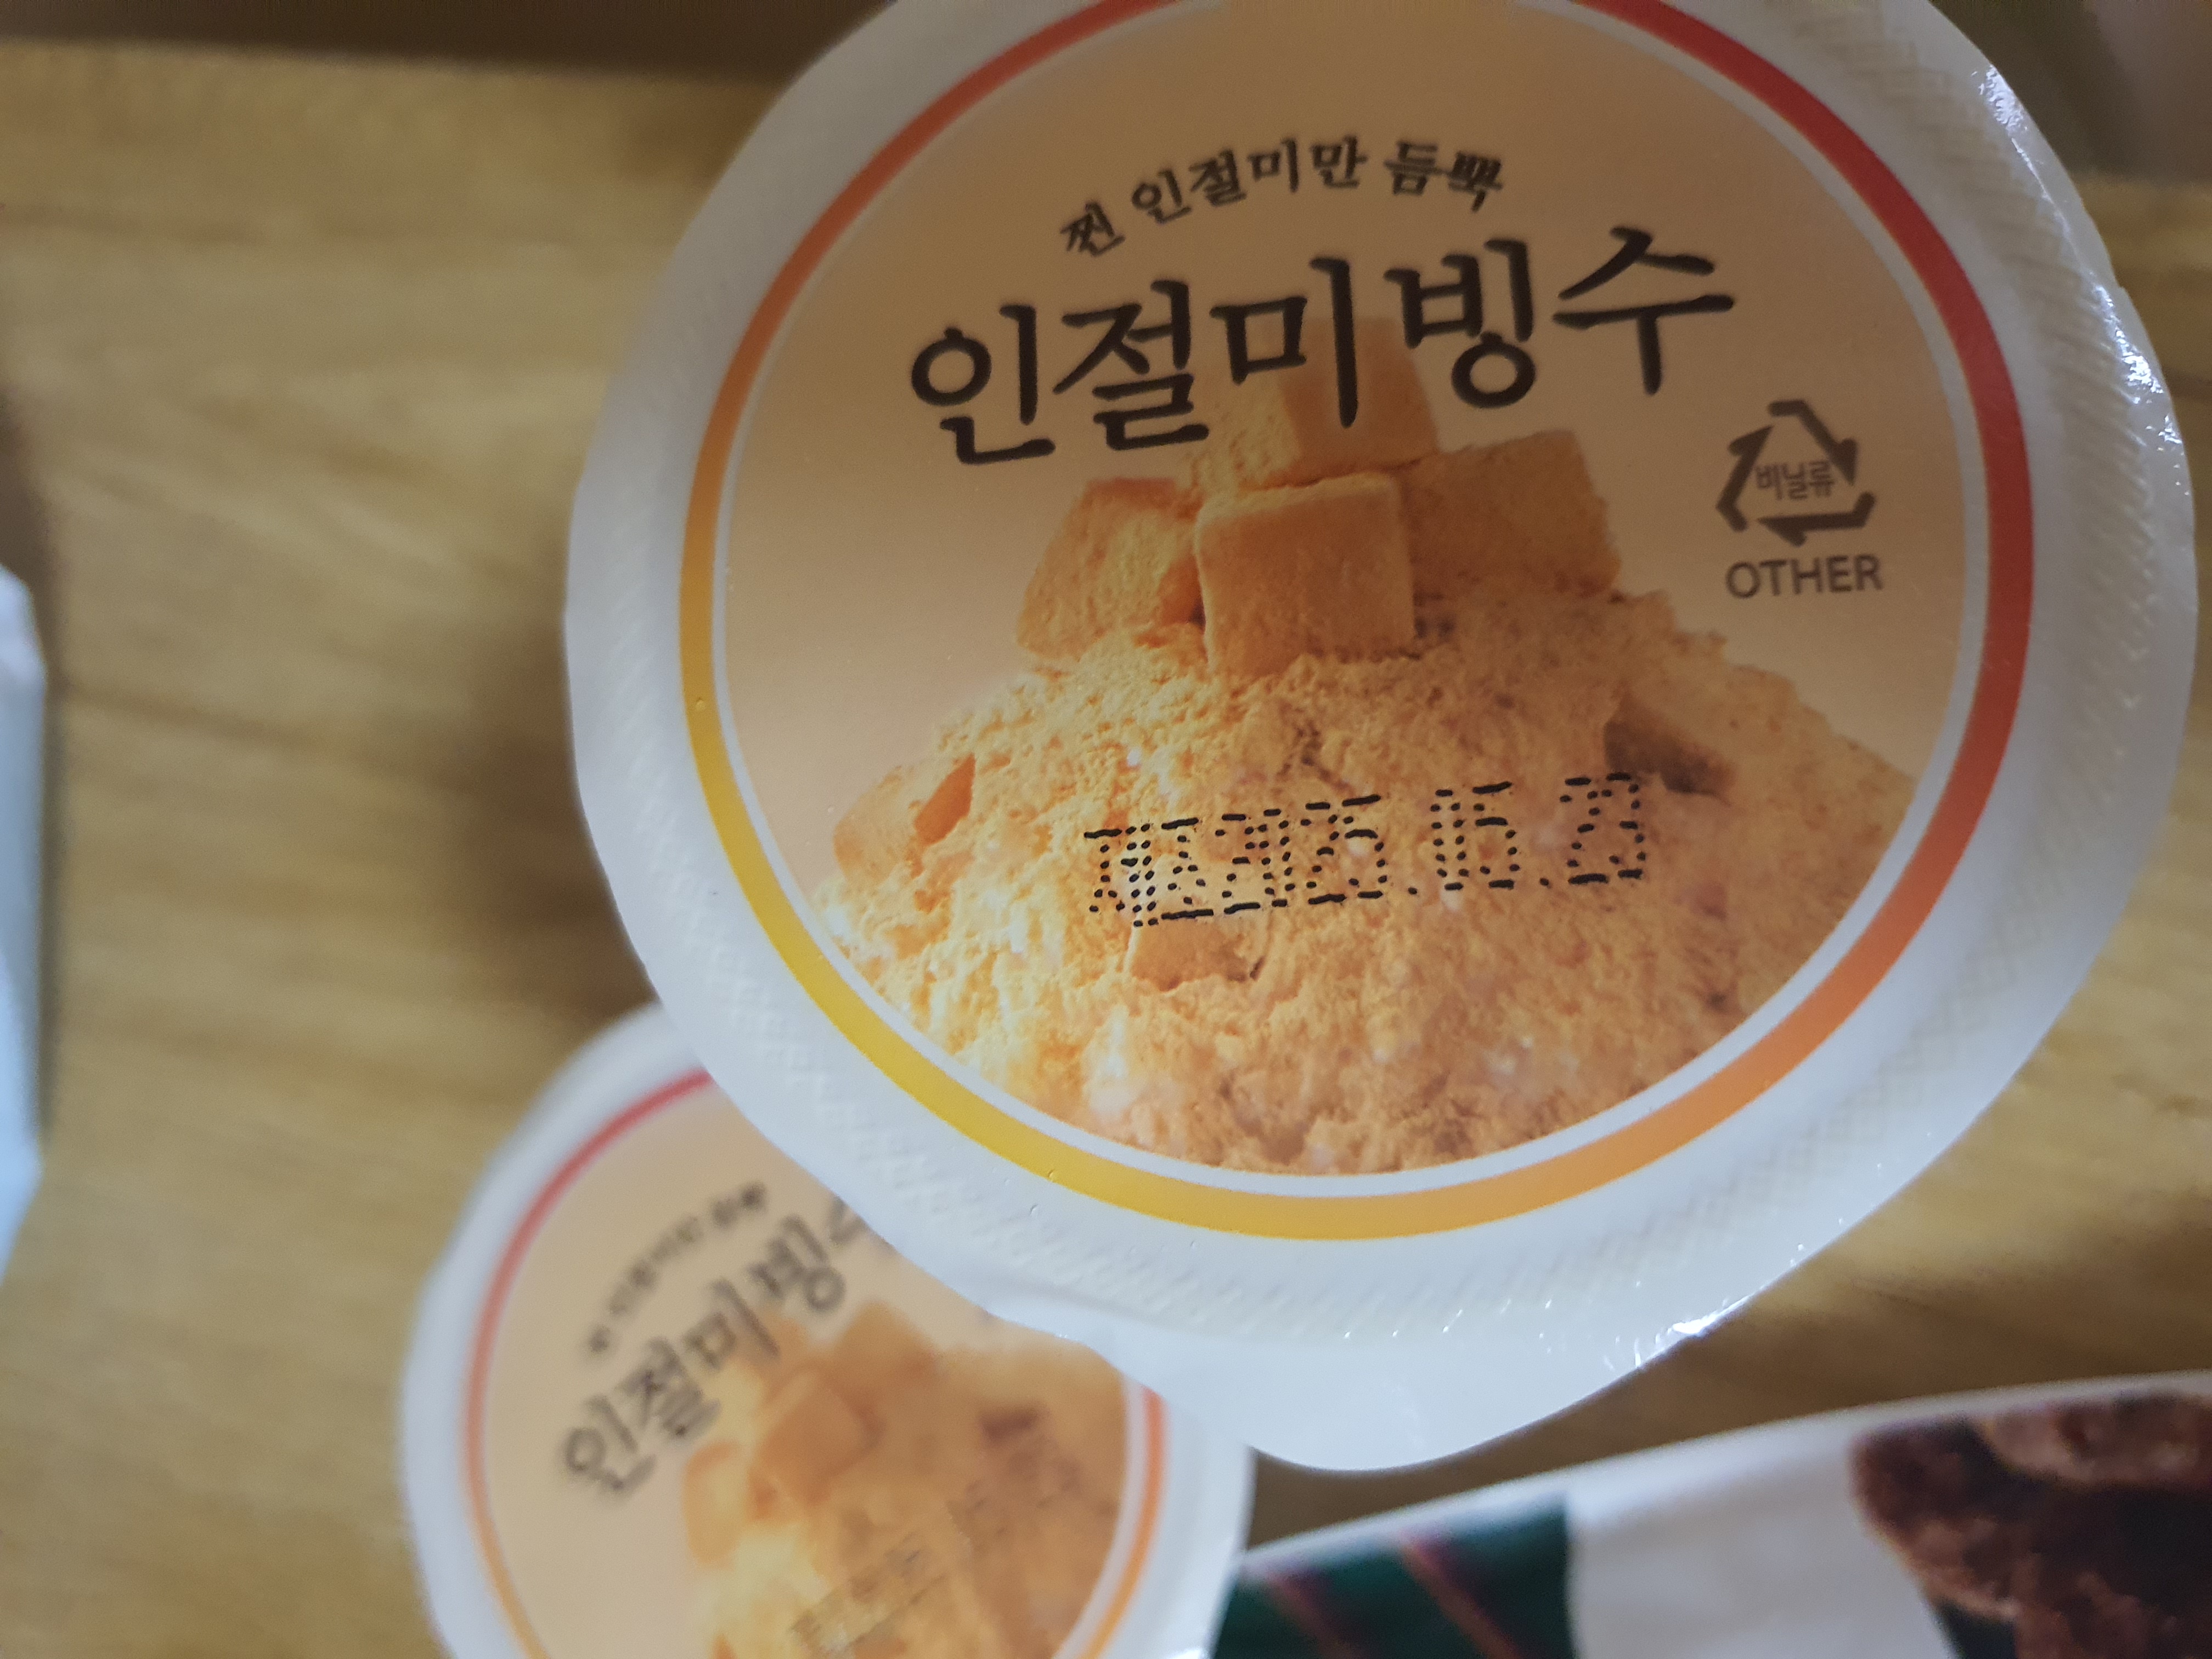 찐 인절미만 듬뿍
인절미빙수
비닐류
OTHER
제조2025.05.23
인절미빙수